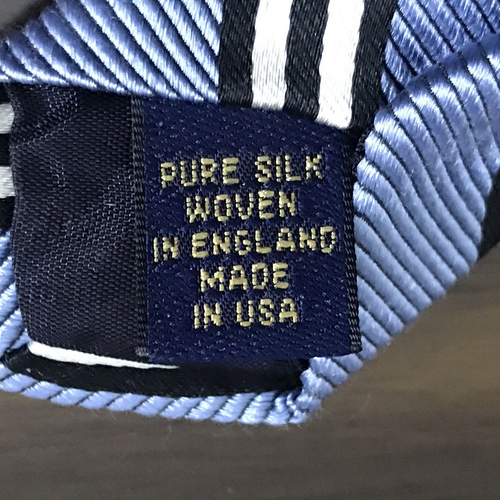 PURE SILK
WOVEN
IN ENGLAND
MADE
IN USA